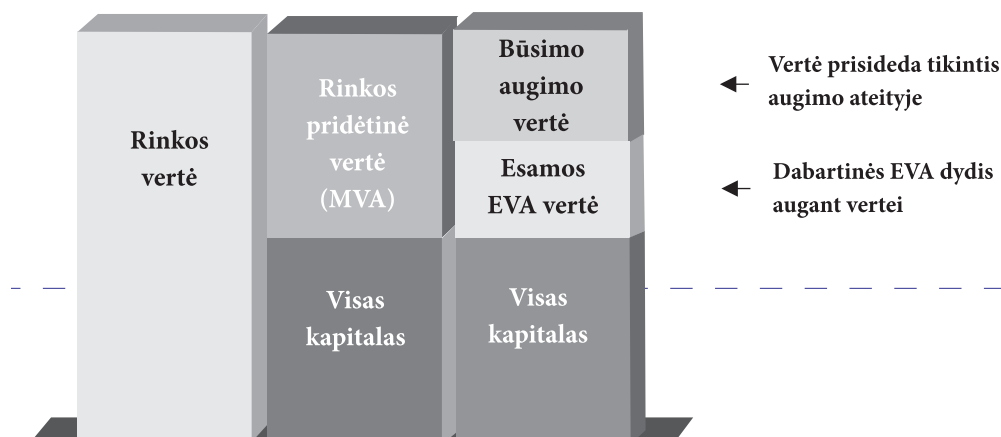 Rinkos
vertė
Rinkos
pridėtinė
vertė
(MVA)
Visas
kapitalas
Būsimo
augimo
vertė
Esamos
EVA vertė
Visas
kapitalas
Vertė prisideda tikintis
augimo ateityje
Dabartinės EVA dydis
augant vertei